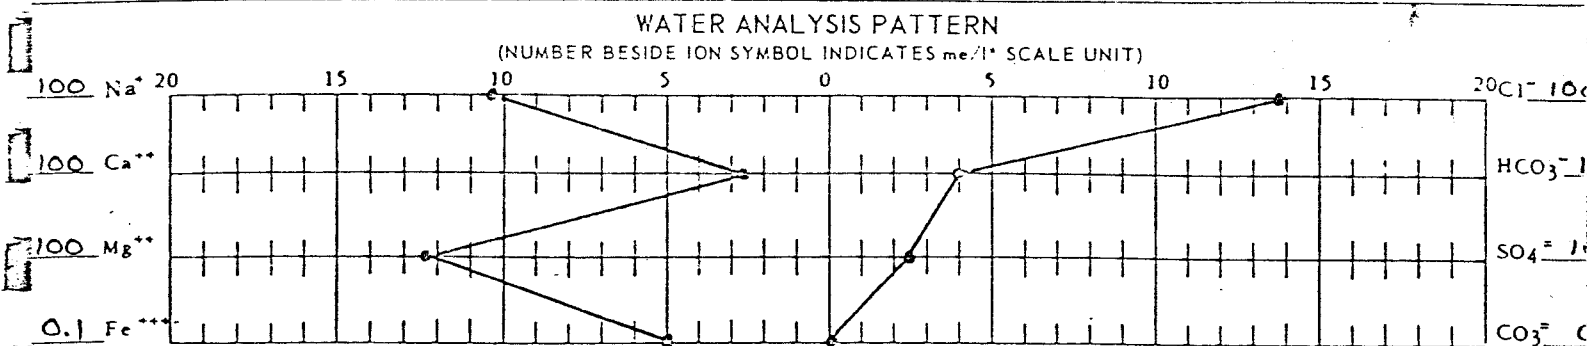 WATER ANALYSIS PATTERN
(NUMBER BESIDE ION SYMBOL INDICATES me/l* SCALE UNIT)
20 15 10 5 0 5 10 15 20
100 Na⁺ Cl⁻
100 Ca⁺⁺ HCO₃⁻
100 Mg⁺⁺ SO₄⁼
0.1 Fe⁺⁺⁺ CO₃⁼